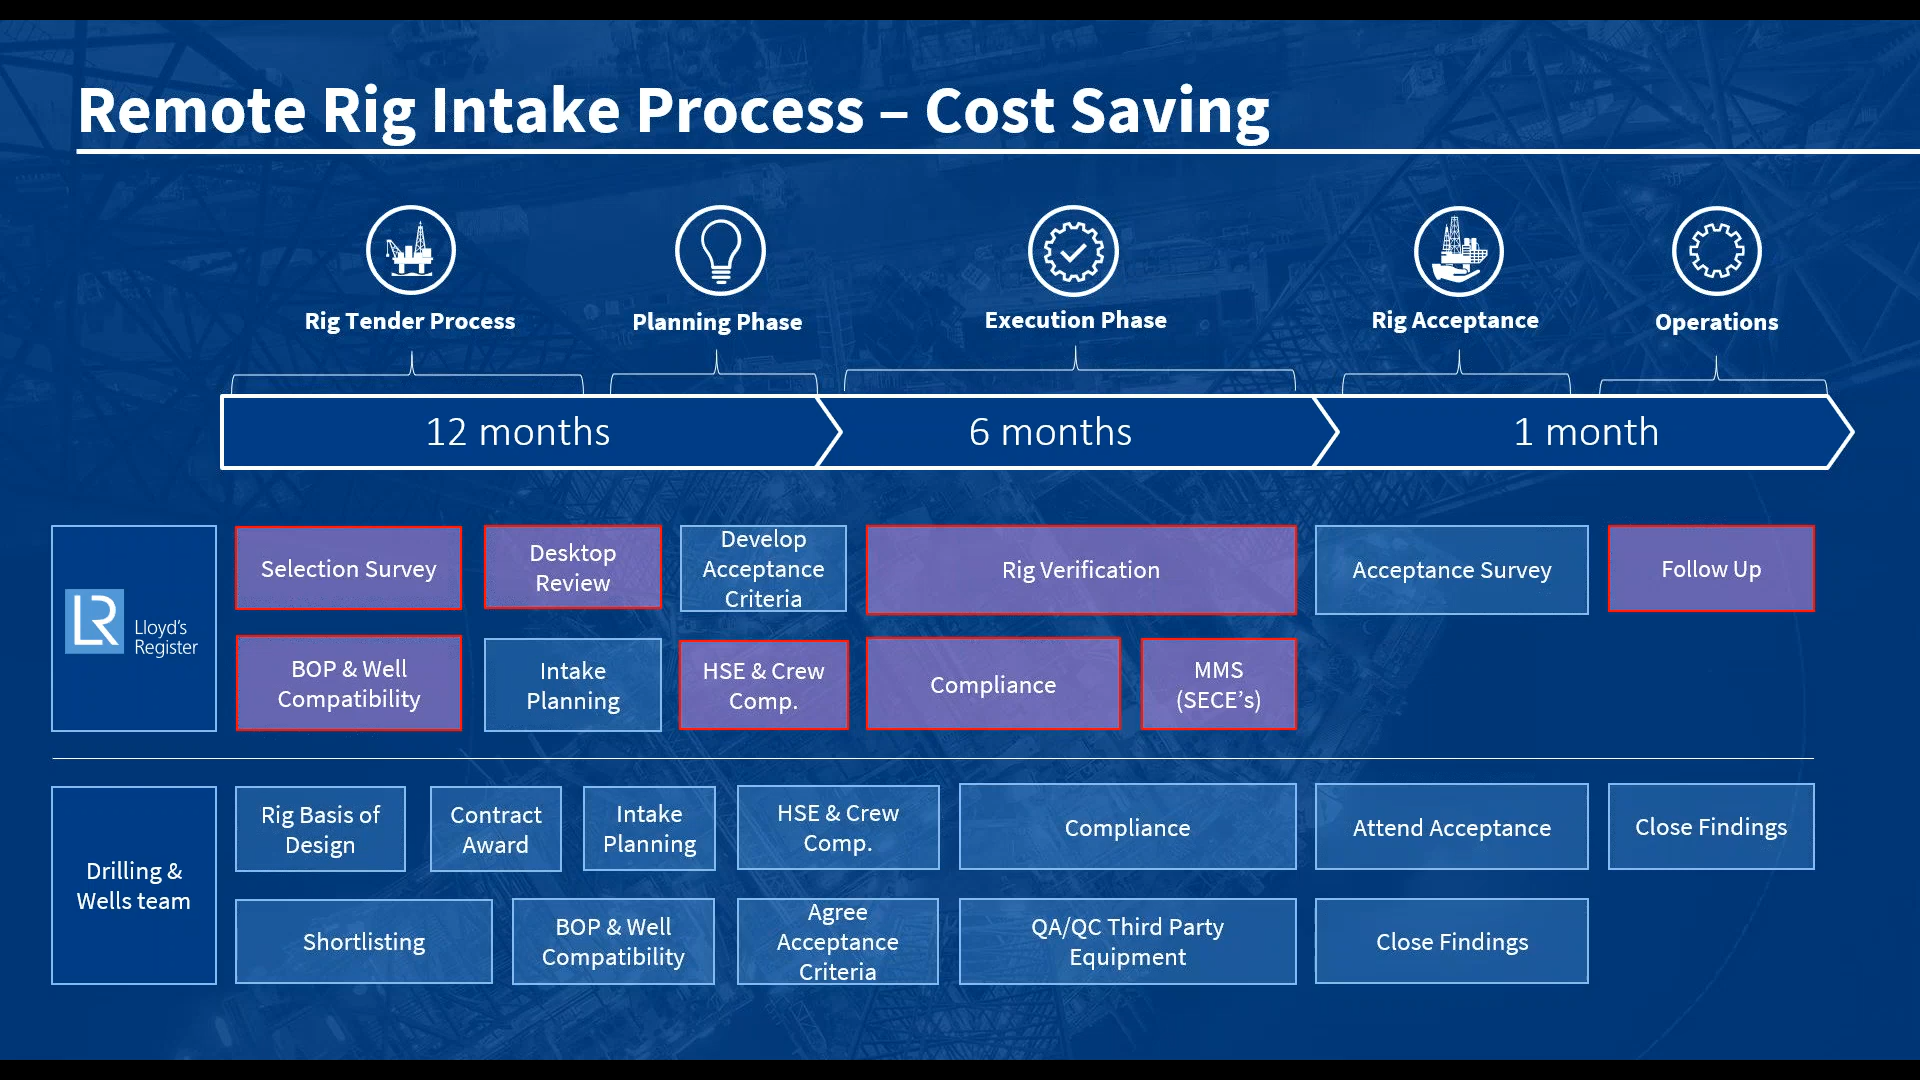 Remote Rig Intake Process – Cost Saving
Rig Tender Process
Planning Phase
Execution Phase
Rig Acceptance
Operations
12 months
6 months
1 month
LR
Lloyd's
Register
Selection Survey
Desktop
Review
Develop
Acceptance
Criteria
Rig Verification
Acceptance Survey
Follow Up
BOP & Well
Compatibility
Intake
Planning
HSE & Crew
Comp.
Compliance
MMS
(SECE's)
Drilling &
Wells team
Rig Basis of
Design
Contract
Award
Intake
Planning
HSE & Crew
Comp.
Compliance
Attend Acceptance
Close Findings
Shortlisting
BOP & Well
Compatibility
Agree
Acceptance
Criteria
QA/QC Third Party
Equipment
Close Findings